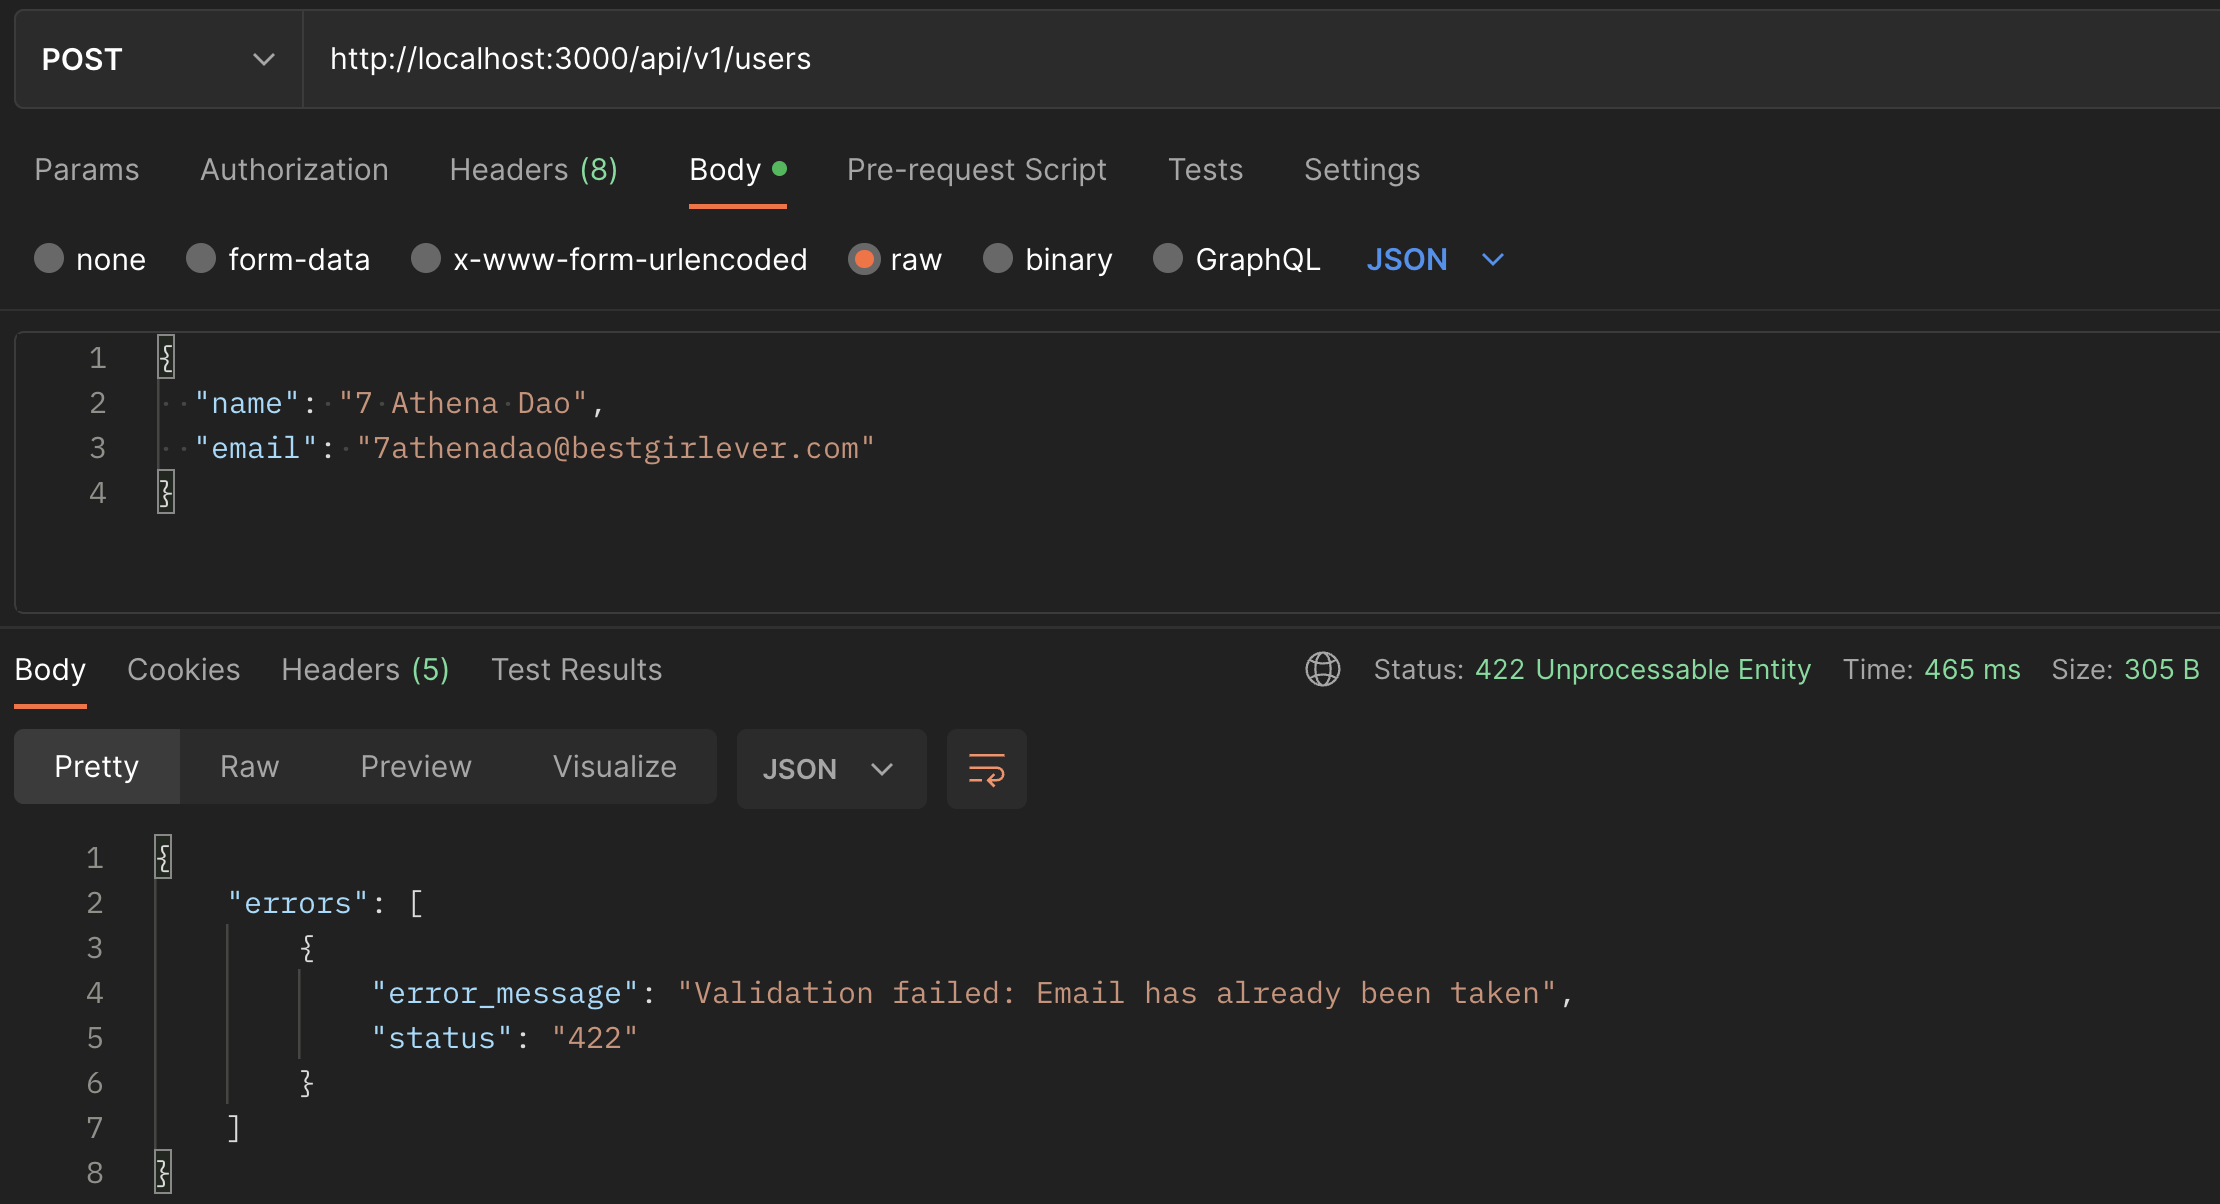 POST http://localhost:3000/api/v1/users
Params Authorization Headers (8) Body Pre-request Script Tests Settings
none form-data x-www-form-urlencoded raw binary GraphQL JSON
1 {
2 "name": "7 Athena Dao",
3 "email": "7athenadao@bestgirlever.com"
4 }
Body Cookies Headers (5) Test Results Status: 422 Unprocessable Entity Time: 465 ms Size: 305 B
Pretty Raw Preview Visualize JSON
1 {
2 "errors": [
3 {
4 "error_message": "Validation failed: Email has already been taken",
5 "status": "422"
6 }
7 ]
8 }